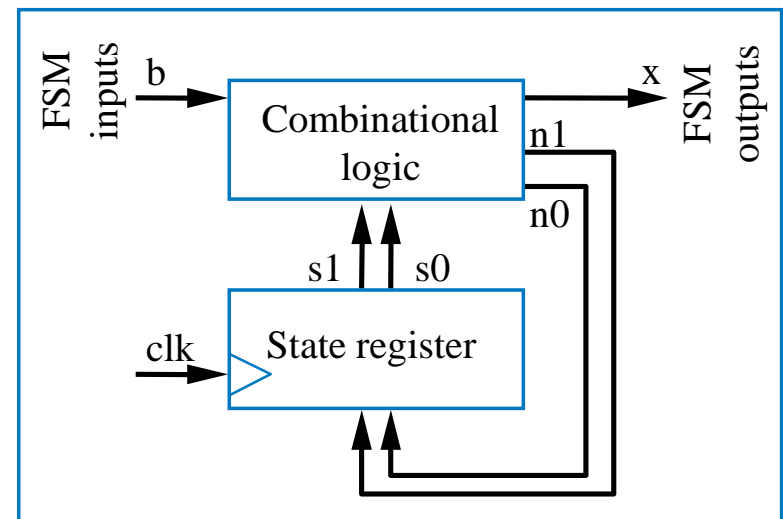 FSM
inputs
b
Combinational
logic
x
FSM
outputs
n1
n0
s1
s0
clk
State register